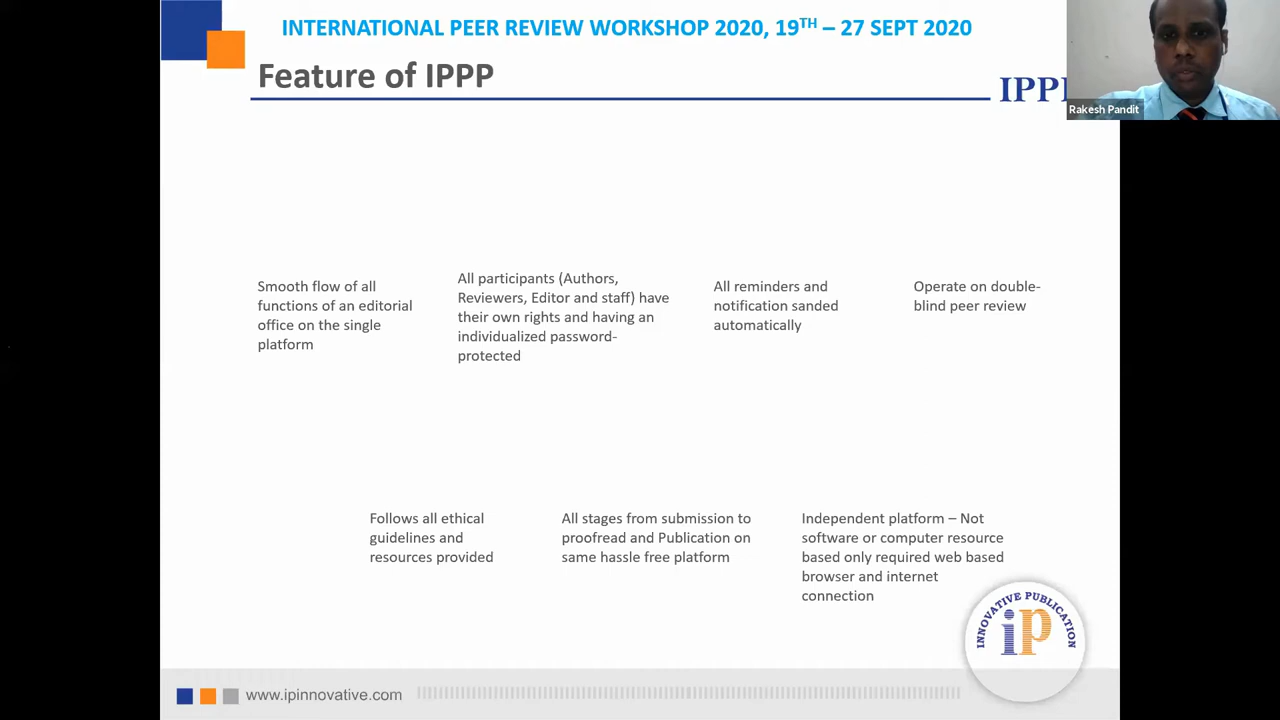 INTERNATIONAL PEER REVIEW WORKSHOP 2020, 19TH – 27 SEPT 2020
Feature of IPPP
IPPP
Rakesh Pandit
Smooth flow of all
functions of an editorial
office on the single
platform
All participants (Authors,
Reviewers, Editor and staff) have
their own rights and having an
individualized password-
protected
All reminders and
notification sanded
automatically
Operate on double-
blind peer review
Follows all ethical
guidelines and
resources provided
All stages from submission to
proofread and Publication on
same hassle free platform
Independent platform – Not
software or computer resource
based only required web based
browser and internet
connection
INNOVATIVE PUBLICATION
ip
www.ipinnovative.com